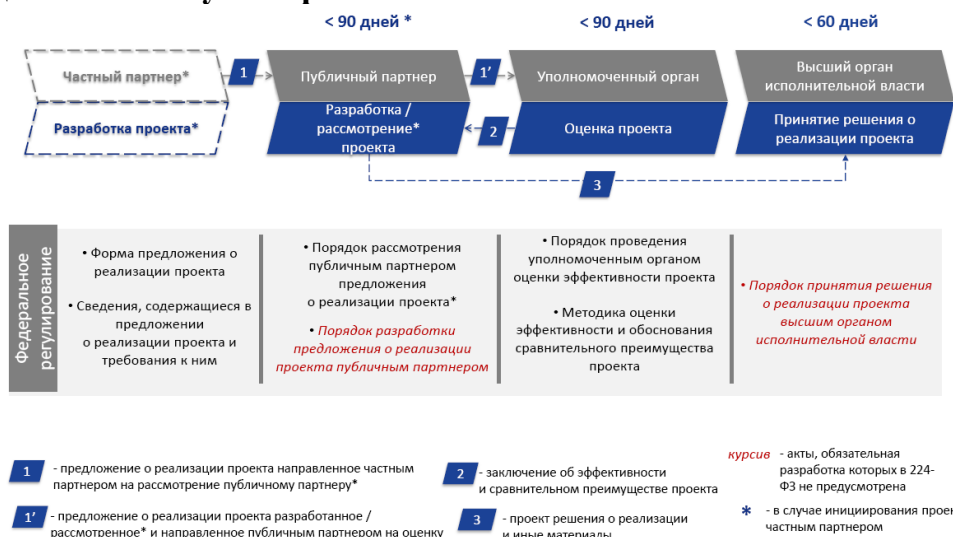 < 90 дней *
< 90 дней
< 60 дней
Частный партнер*
1
Публичный партнер
1'
Уполномоченный орган
Высший орган
исполнительной власти
Разработка проекта*
Разработка /
рассмотрение*
проекта
2
Оценка проекта
Принятие решения о
реализации проекта
3
Федеральное
регулирование
• Форма предложения о
реализации проекта
• Сведения, содержащиеся в
предложении
о реализации проекта и
требования к ним
• Порядок рассмотрения
публичным партнером
предложения
о реализации проекта*
• Порядок разработки
предложения о реализации
проекта публичным партнером
• Порядок проведения
уполномоченным органом
оценки эффективности проекта
• Методика оценки
эффективности и обоснования
сравнительного преимущества
проекта
• Порядок принятия решения
о реализации проекта
высшим органом
исполнительной власти
1 - предложение о реализации проекта направленное частным
партнером на рассмотрение публичному партнеру*
1' - предложение о реализации проекта разработанное /
рассмотренное* и направленное публичным партнером на оценку
2 - заключение об эффективности
и сравнительном преимуществе проекта
3 - проект решения о реализации
и иные материалы
курсив - акты, обязательная
разработка которых в 224-
ФЗ не предусмотрена
* - в случае инициирования проек
частным партнером